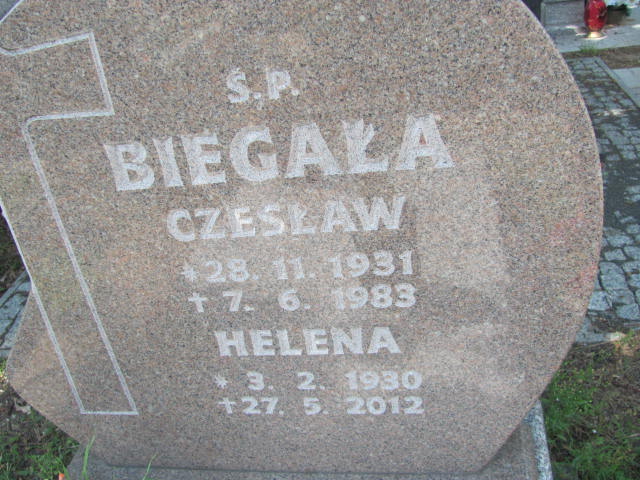 Ś.P.
BIEGAŁA
CZESŁAW
* 28. 11. 1931
† 7. 6. 1983
HELENA
* 3. 2. 1930
† 27. 5. 2012